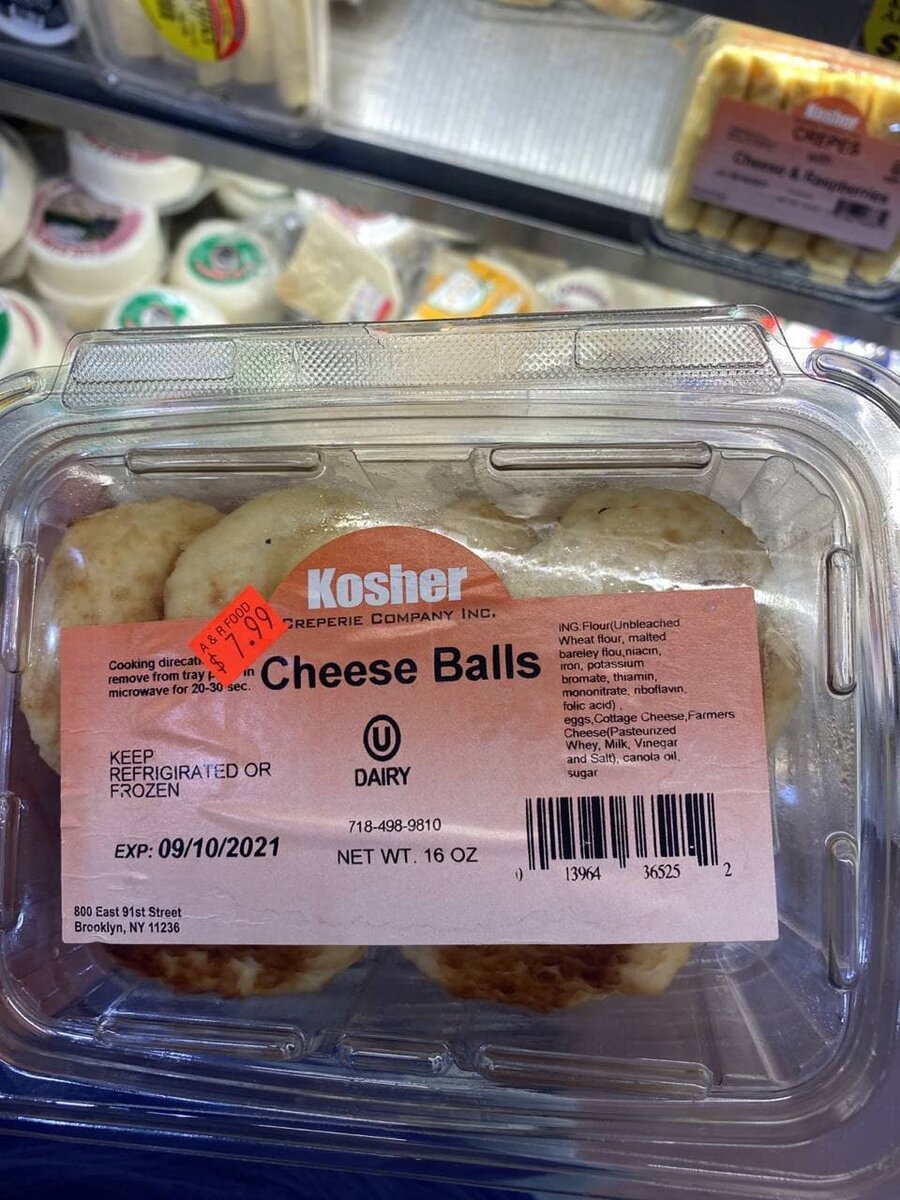 Kosher
CREPES
with
Cheese & Raspberries
Kosher
CREPERIE COMPANY INC.
A & R FOOD
$ 7.99
Cooking
remove from tray in
microwave for 20-30 sec.
Cheese Balls
ING.Flour(Unbleached
Wheat flour, malted
bareley flou,niacin,
iron, potassium
bromate, thiamin,
mononitrate, riboflavin,
folic acid) ,
eggs,Cottage Cheese,Farmers
Cheese(Pasteurized
Whey, Milk, Vinegar
and Salt), canola oil,
sugar
KEEP
REFRIGIRATED OR
FROZEN
U
DAIRY
EXP: 09/10/2021
718-498-9810
NET WT. 16 OZ
0 13964 36525 2
800 East 91st Street
Brooklyn, NY 11236